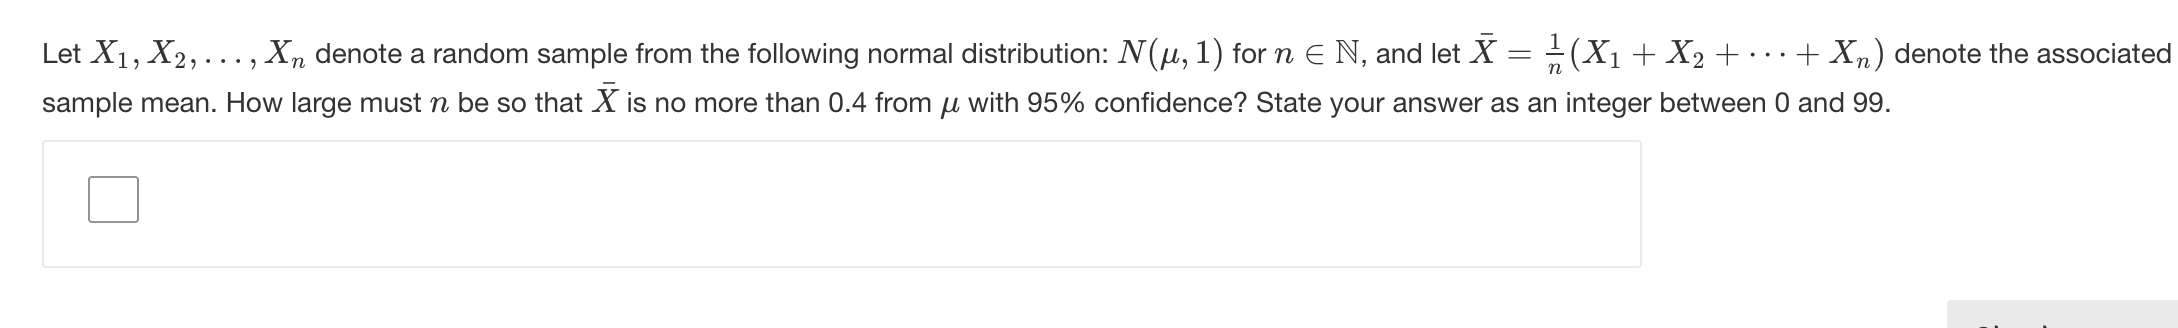 Let X₁, X₂, . . . , Xₙ denote a random sample from the following normal distribution: N(μ, 1) for n ∈ ℕ, and let X̄ = 1/n (X₁ + X₂ + ⋯ + Xₙ) denote the associated
sample mean. How large must n be so that X̄ is no more than 0.4 from μ with 95% confidence? State your answer as an integer between 0 and 99.